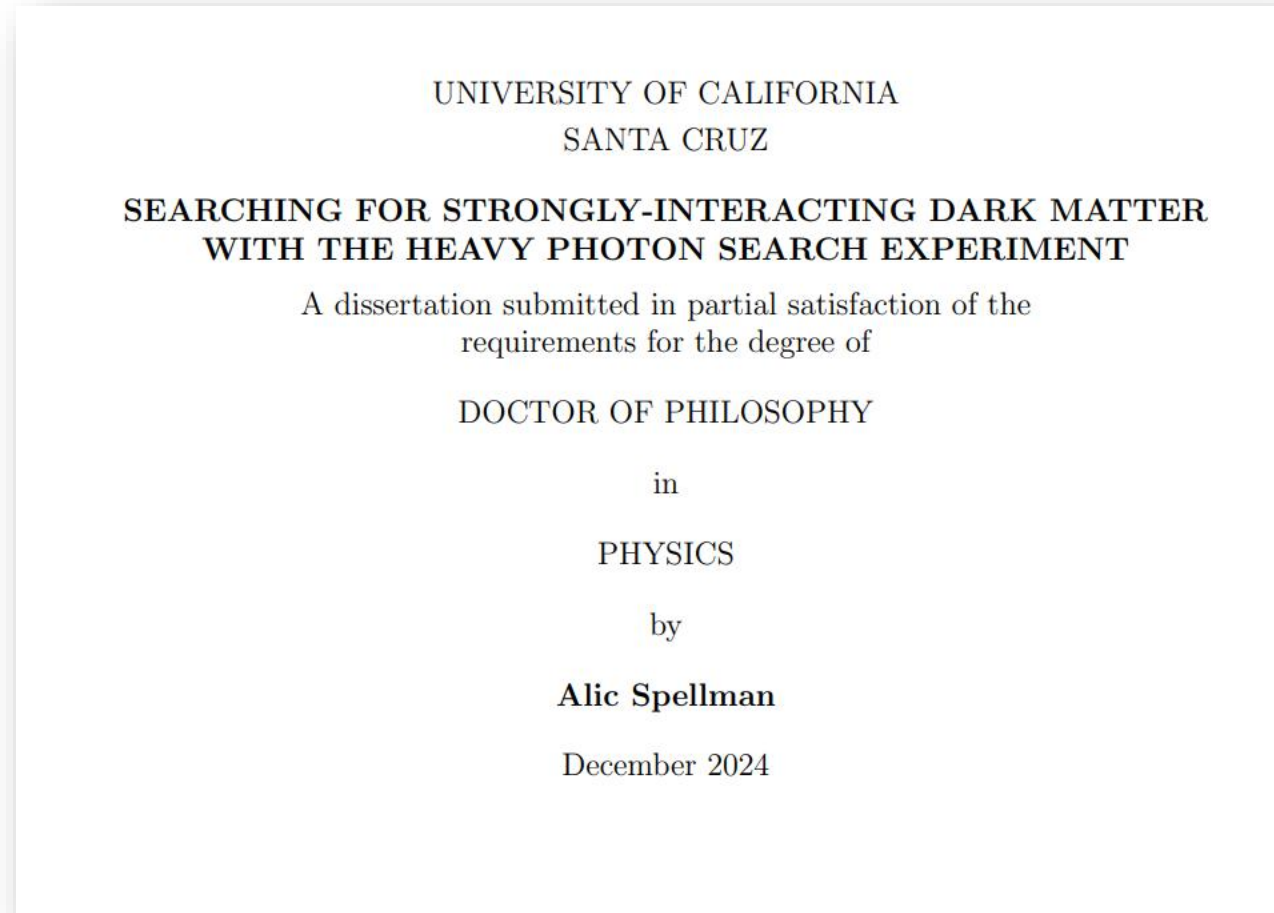 UNIVERSITY OF CALIFORNIA
SANTA CRUZ
SEARCHING FOR STRONGLY-INTERACTING DARK MATTER
WITH THE HEAVY PHOTON SEARCH EXPERIMENT
A dissertation submitted in partial satisfaction of the
requirements for the degree of
DOCTOR OF PHILOSOPHY
in
PHYSICS
by
Alic Spellman
December 2024